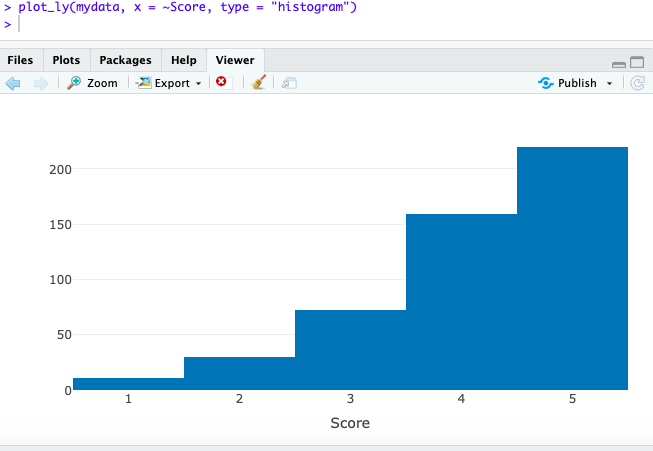 > plot_ly(mydata, x = ~Score, type = "histogram")
>
Files Plots Packages Help Viewer
Zoom Export Publish
200
150
100
50
0
1 2 3 4 5
Score